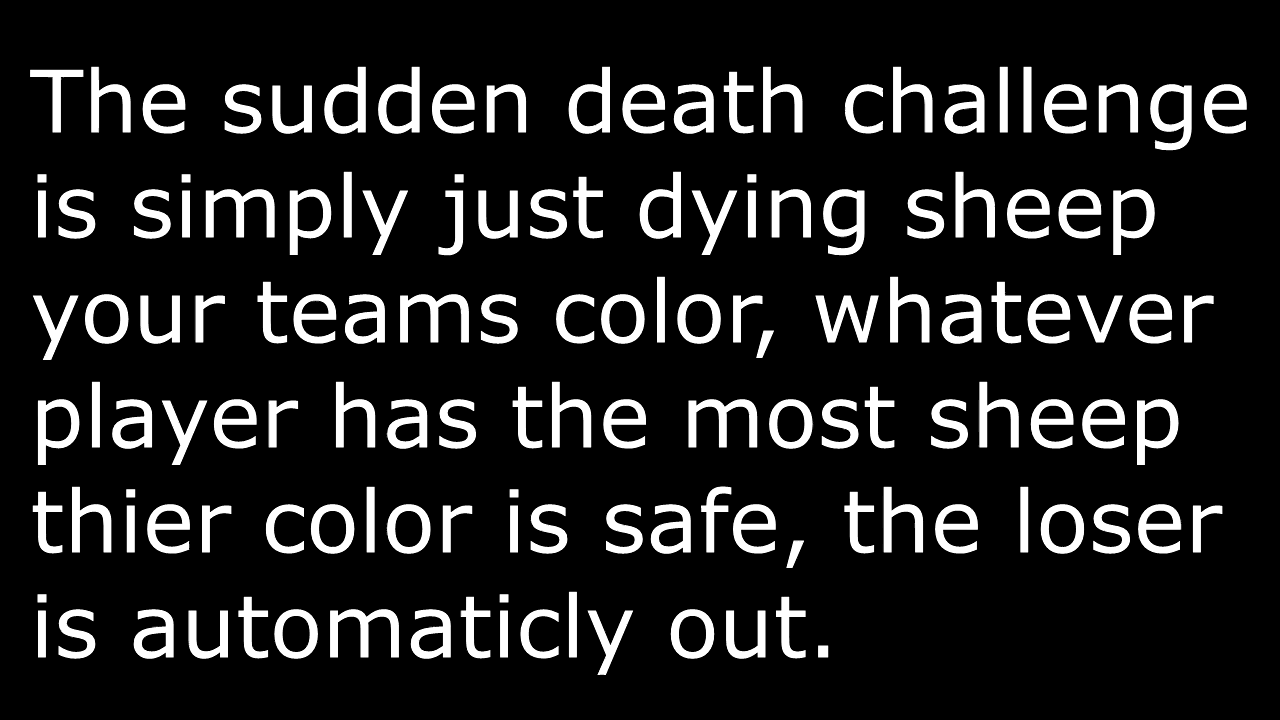 The sudden death challenge
is simply just dying sheep
your teams color, whatever
player has the most sheep
thier color is safe, the loser
is automaticly out.